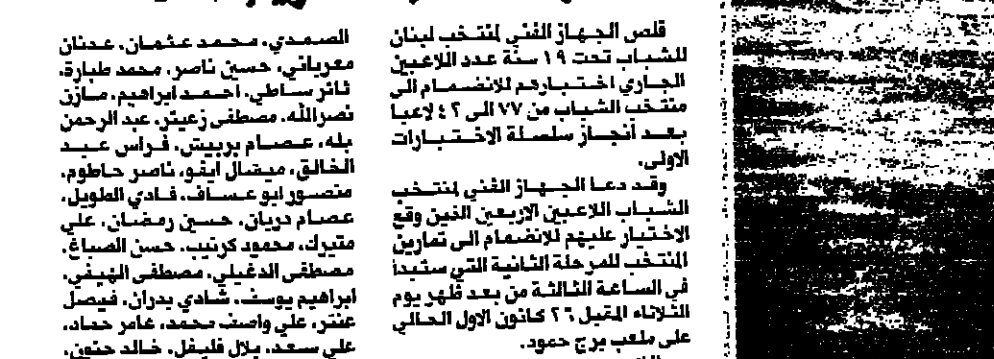 قلص الجهاز الفني لمنتخب لبنان
للشباب تحت ١٩ سنة عدد اللاعبين
الجاري اختبارهم للانضمام الى
منتخب الشباب من ٧٧ الى ٤٢ لاعبا
بعد أنجاز سلسلة الاختبارات
الاولى.
وقد دعا الجهاز الفني لمنتخب
الشباب اللاعبين الاربعين الذين وقع
الاختيار عليهم للانضمام الى تمارين
المنتخب للمرحلة الثانية التي ستبدأ
في الساعة الثالثة من بعد ظهر يوم
الثلاثاء المقبل ٢٦ كانون الاول الحالي
على ملعب برج حمود.
الصمدي، محمد عثمان، عدنان
معرباني، حسين ناصر، محمد طبارة،
ثائر ساطي، احمد ابراهيم، مازن
نصرالله، مصطفى زعيتر، عبد الرحمن
بله، عصام بربيش، فراس عبد
الخالق، ميشال ايفو، ناصر حاطوم،
منصور ابو عساف، فادي الطويل،
عصام دريان، حسين رمضان، علي
متيرك، محمود كرنيب، حسن الصباغ،
مصطفى الدغيلي، مصطفى الهيفي،
ابراهيم يوسف، شادي بدران، فيصل
عنتر، علي واصف محمد، عامر حماد،
علي سعد، بلال فليفل، خالد حنون،